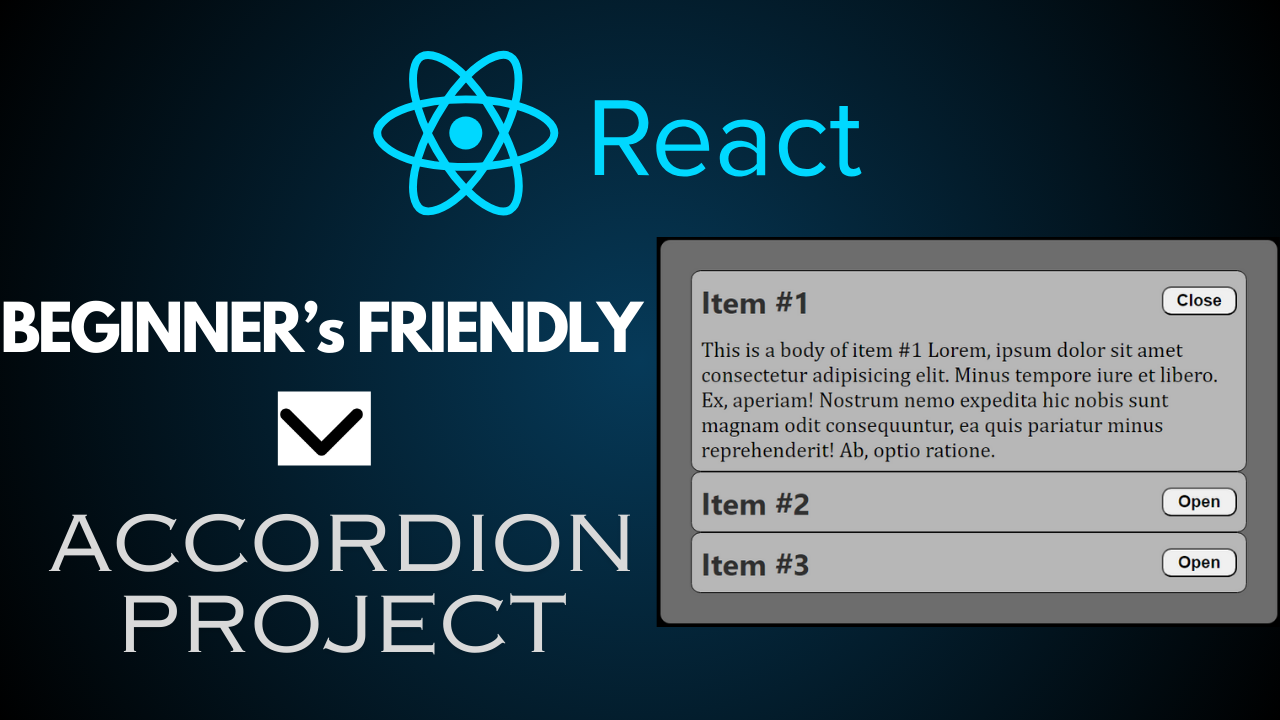 React
BEGINNER's FRIENDLY
ACCORDION
PROJECT
Item #1
Close
This is a body of item #1 Lorem, ipsum dolor sit amet
consectetur adipisicing elit. Minus tempore iure et libero.
Ex, aperiam! Nostrum nemo expedita hic nobis sunt
magnam odit consequuntur, ea quis pariatur minus
reprehenderit! Ab, optio ratione.
Item #2
Open
Item #3
Open